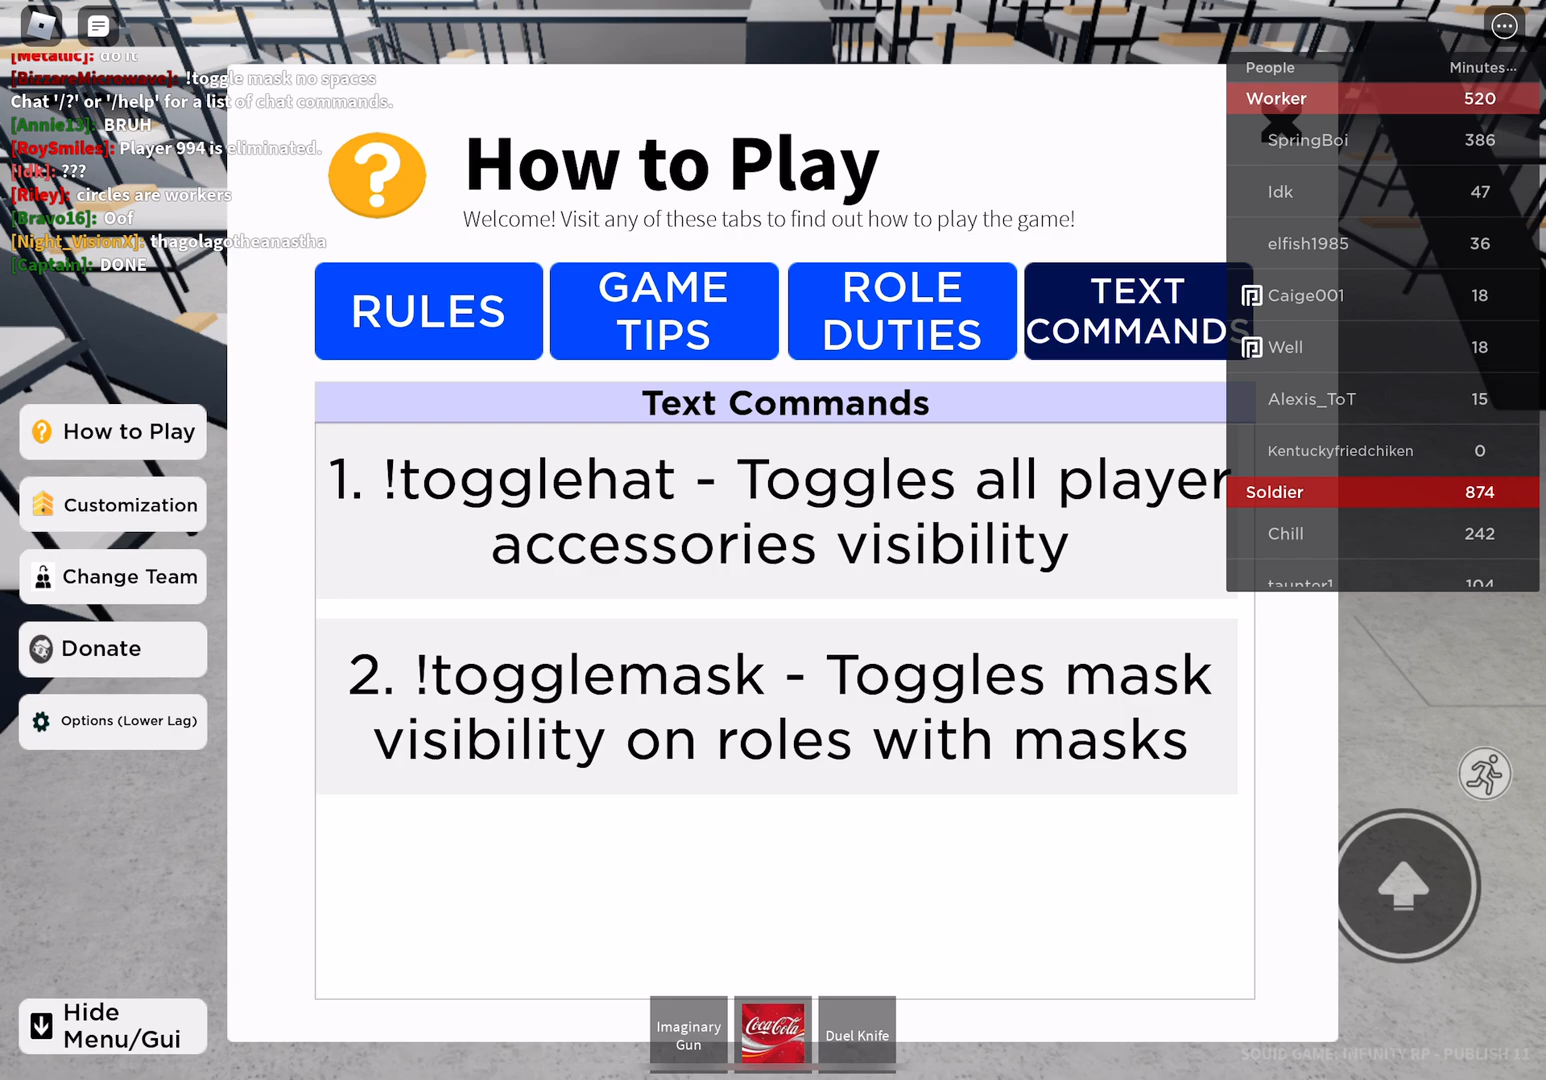 [Metallic]: do it
[BizzareMicrowave]: !toggle mask no spaces
Chat '/?' or '/help' for a list of chat commands.
[Annie13]: BRUH
[RoySmiles]: Player 994 is eliminated.
[Idk]: ???
[Riley]: circles are workers
[Bravo16]: Oof
[Night_VisionX]: thagolagotheanastha
[Captain]: DONE
How to Play
Welcome! Visit any of these tabs to find out how to play the game!
RULES
GAME
TIPS
ROLE
DUTIES
TEXT
COMMANDS
Text Commands
1. !togglehat - Toggles all player
accessories visibility
2. !togglemask - Toggles mask
visibility on roles with masks
How to Play
Customization
Change Team
Donate
Options (Lower Lag)
Hide
Menu/Gui
People Minutes...
Worker 520
SpringBoi 386
Idk 47
elfish1985 36
Caige001 18
Well 18
Alexis_ToT 15
Kentuckyfriedchiken 0
Soldier 874
Chill 242
taunter1 104
Imaginary
Gun
Coca-Cola
Duel Knife
SQUID GAME: INFINITY RP - PUBLISH 11